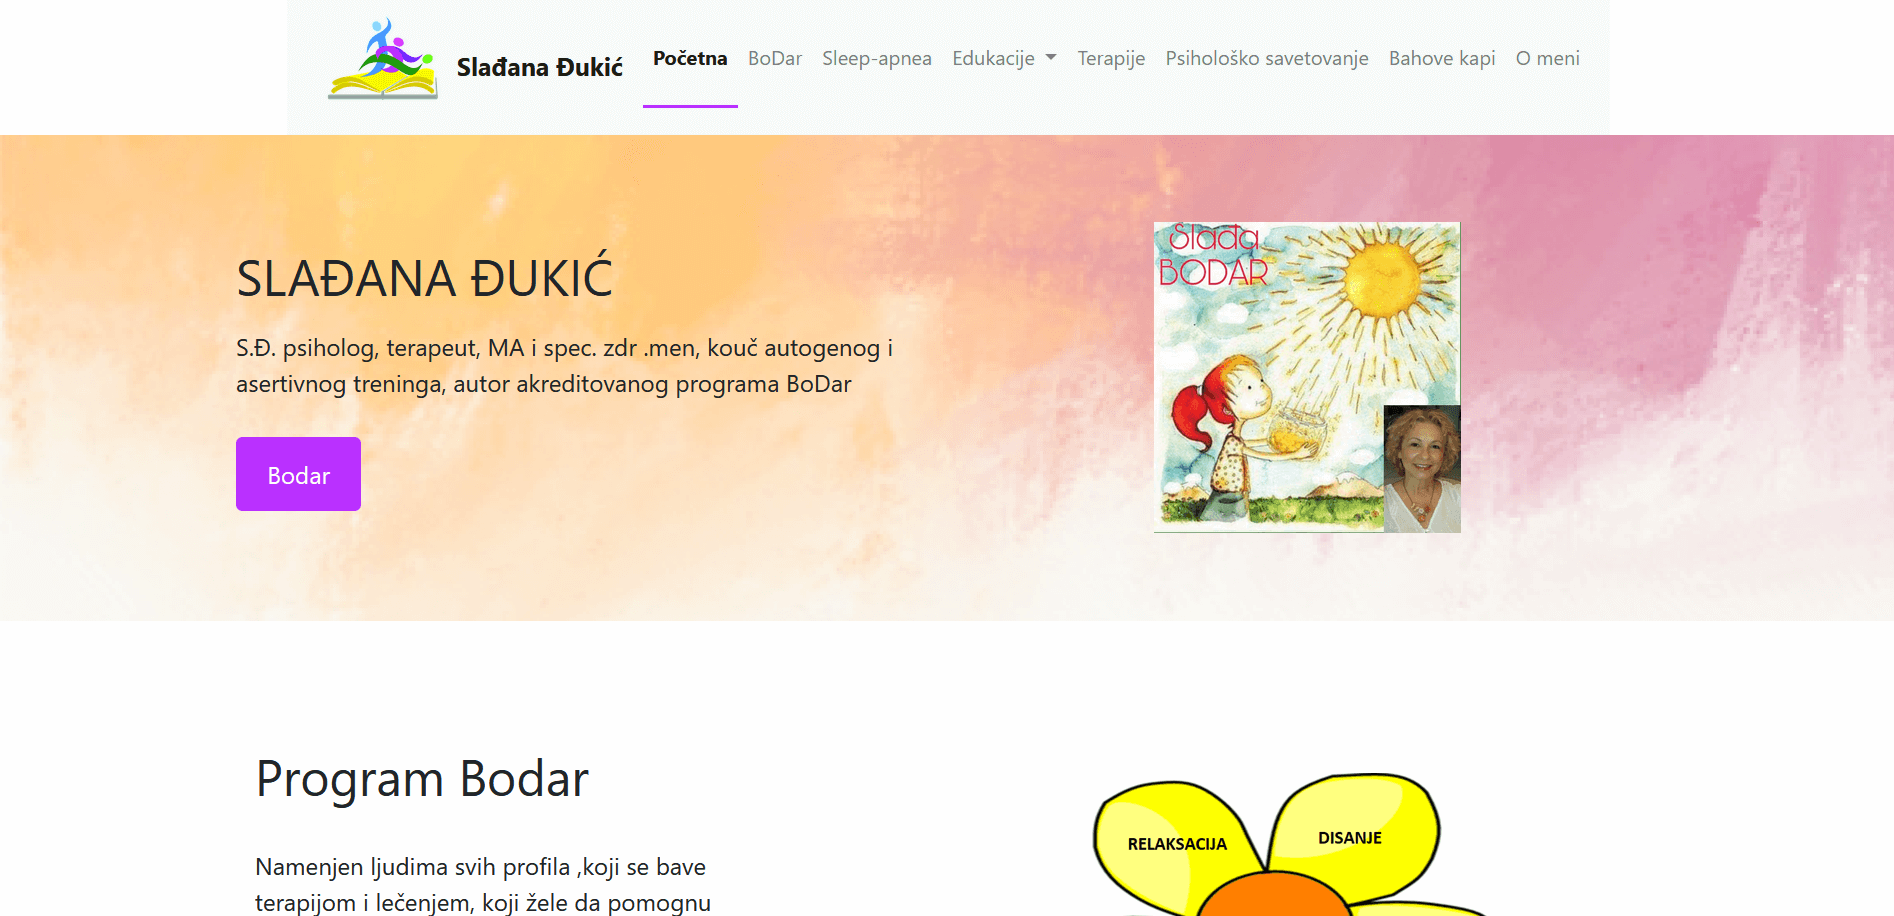 Slađana Đukić
Početna BoDar Sleep-apnea Edukacije Terapije Psihološko savetovanje Bahove kapi O meni
SLAĐANA ĐUKIĆ
S.Đ. psiholog, terapeut, MA i spec. zdr .men, kouč autogenog i
asertivnog treninga, autor akreditovanog programa BoDar
Bodar
Slađa
BODAR
Program Bodar
Namenjen ljudima svih profila ,koji se bave
terapijom i lečenjem, koji žele da pomognu
RELAKSACIJA
DISANJE